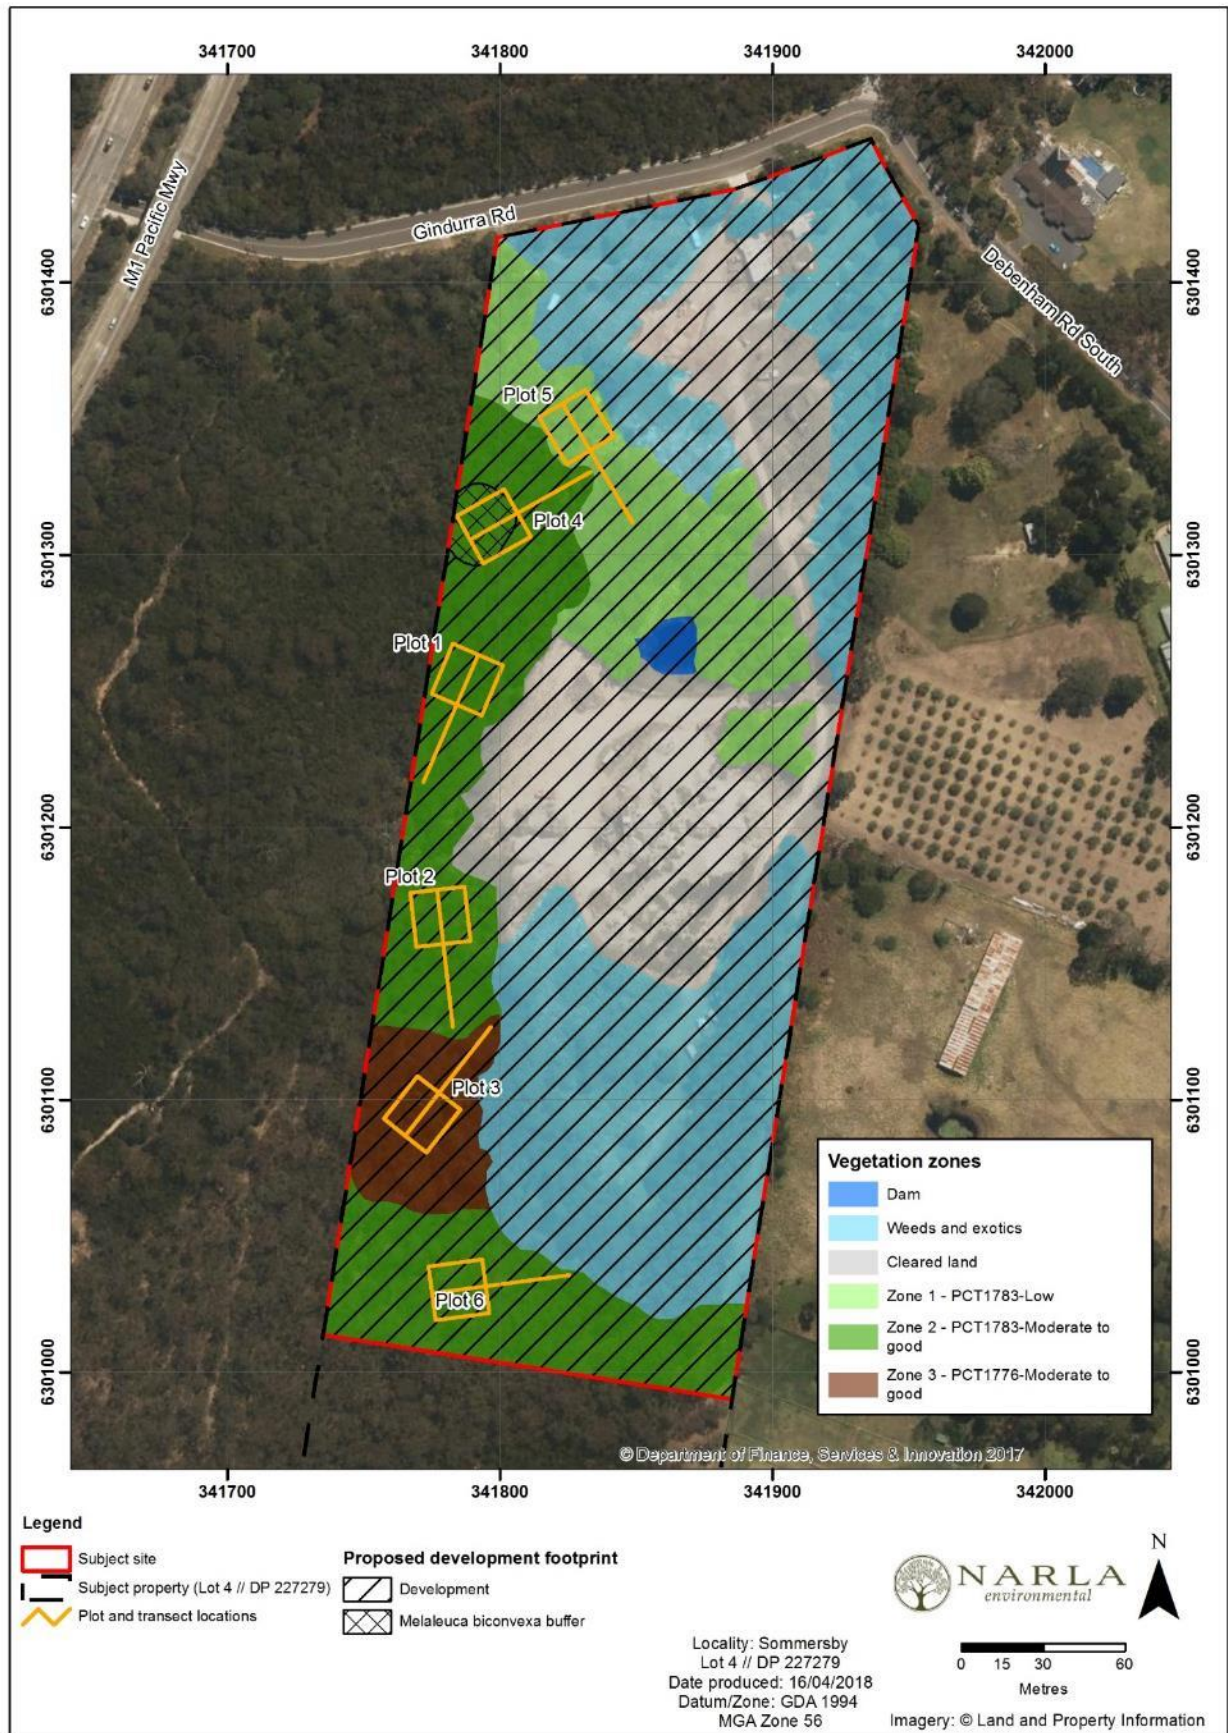 341700 341800 341900 342000
M1 Pacific Mwy
Gindurra Rd
Debenham Rd South
6301400 6301400
Plot 5
Plot 4
6301300 6301300
Plot 1
6301200 6301200
Plot 2
Plot 3
6301100 6301100
Plot 6
6301000 6301000
Vegetation zones
Dam
Weeds and exotics
Cleared land
Zone 1 - PCT1783-Low
Zone 2 - PCT1783-Moderate to
good
Zone 3 - PCT1776-Moderate to
good
© Department of Finance, Services & Innovation 2017
341700 341800 341900 342000
Legend
Subject site
Subject property (Lot 4 // DP 227279)
Plot and transect locations
Proposed development footprint
Development
Melaleuca biconvexa buffer
NARLA
environmental
N
Locality: Sommersby
Lot 4 // DP 227279
Date produced: 16/04/2018
Datum/Zone: GDA 1994
MGA Zone 56
0 15 30 60
Metres
Imagery: © Land and Property Information